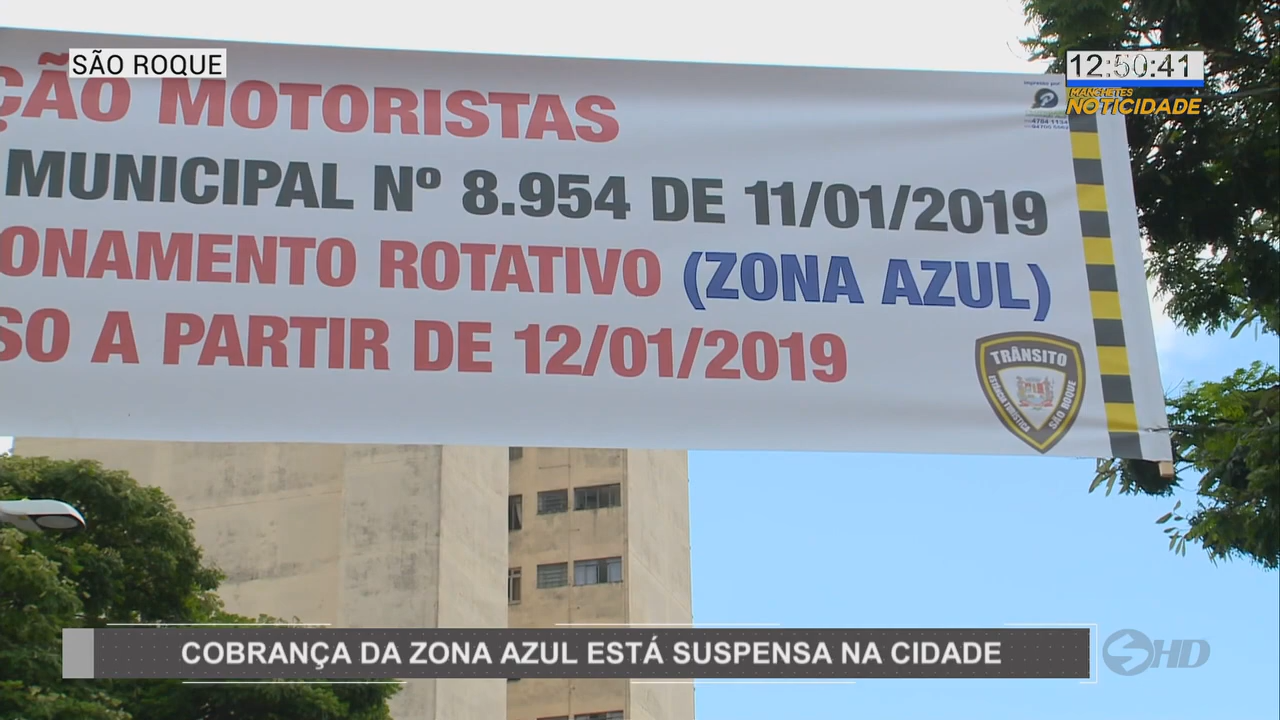 SÃO ROQUE
12:50:41
MANCHETES
NOTICIDADE
ÇÃO MOTORISTAS
MUNICIPAL Nº 8.954 DE 11/01/2019
ONAMENTO ROTATIVO (ZONA AZUL)
SO A PARTIR DE 12/01/2019
TRÂNSITO
ESTÂNCIA TURÍSTICA
SÃO ROQUE
COBRANÇA DA ZONA AZUL ESTÁ SUSPENSA NA CIDADE
HD